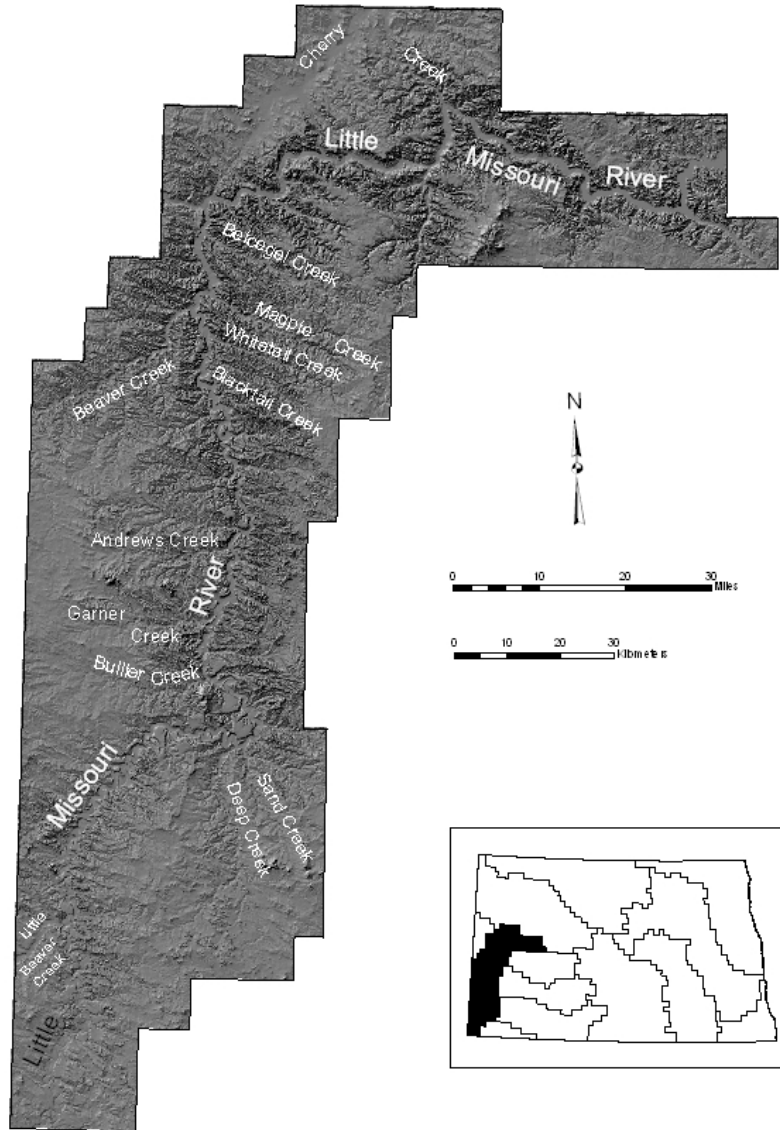 Cherry
Creek
Little
Missouri
River
Beicegel Creek
Magpie Creek
Whitetail Creek
Blacktail Creek
Beaver Creek
N
0 10 20 30
Miles
Andrews Creek
River
Garner
Creek
0 10 20 30
Kilometers
Bullier Creek
Missouri
Sand Creek
Deep Creek
Little
Beaver
Creek
Little